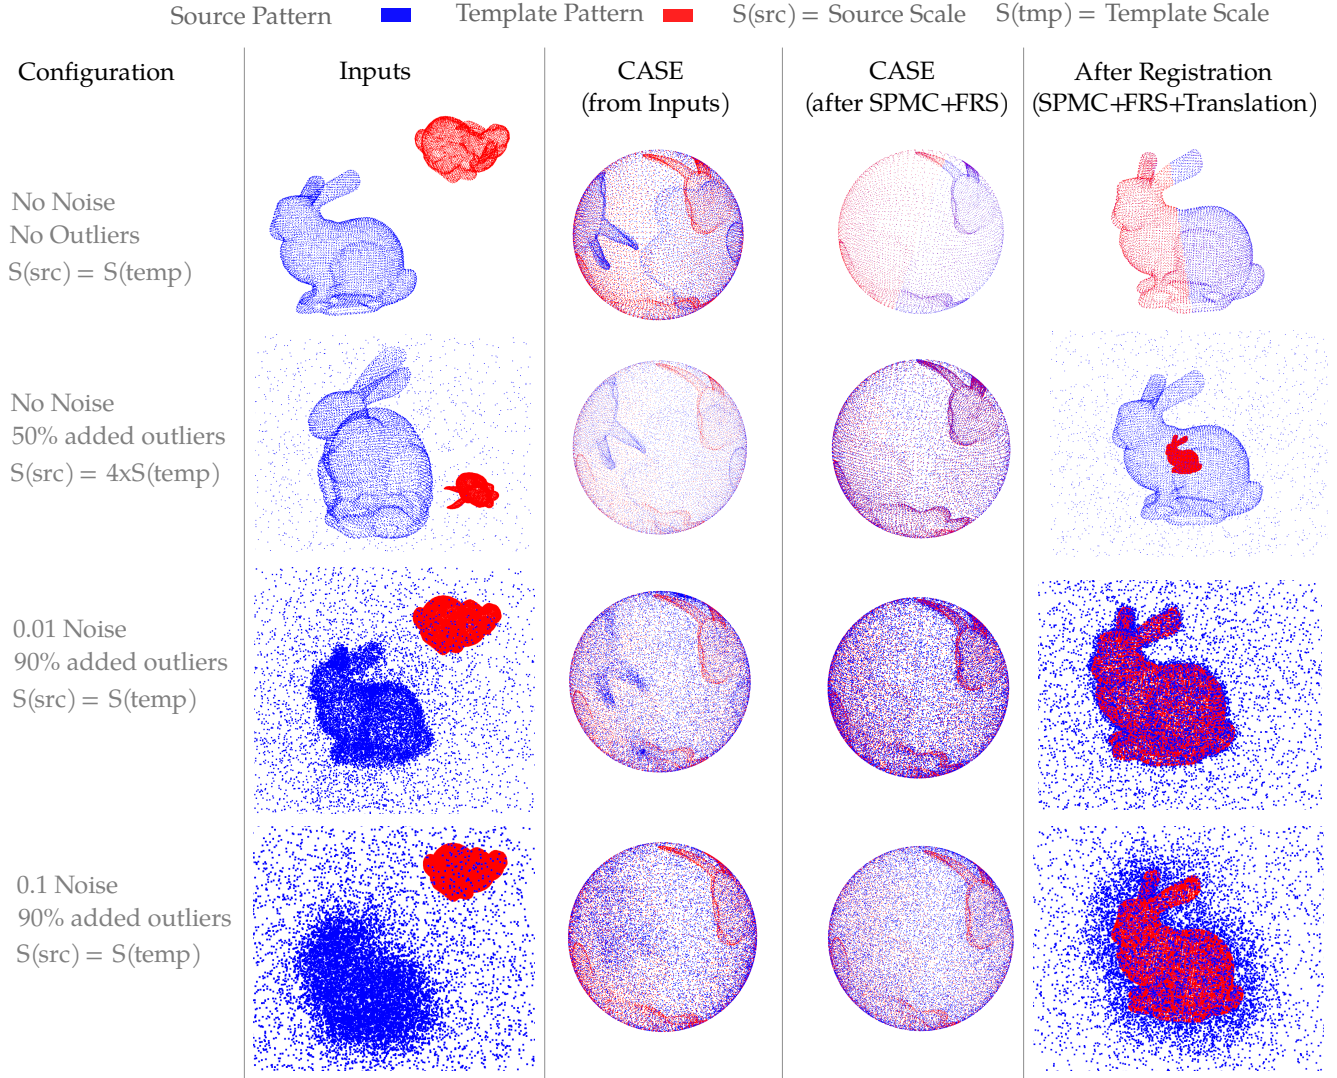 Source Pattern Template Pattern S(src) = Source Scale S(tmp) = Template Scale
Configuration
Inputs
CASE
(from Inputs)
CASE
(after SPMC+FRS)
After Registration
(SPMC+FRS+Translation)
No Noise
No Outliers
S(src) = S(temp)
No Noise
50% added outliers
S(src) = 4xS(temp)
0.01 Noise
90% added outliers
S(src) = S(temp)
0.1 Noise
90% added outliers
S(src) = S(temp)